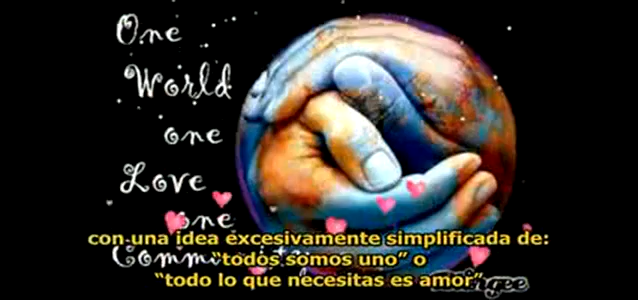 One
World
one
Love
one
con una idea excesivamente simplificada de:
“todos somos uno” o
“todo lo que necesitas es amor”